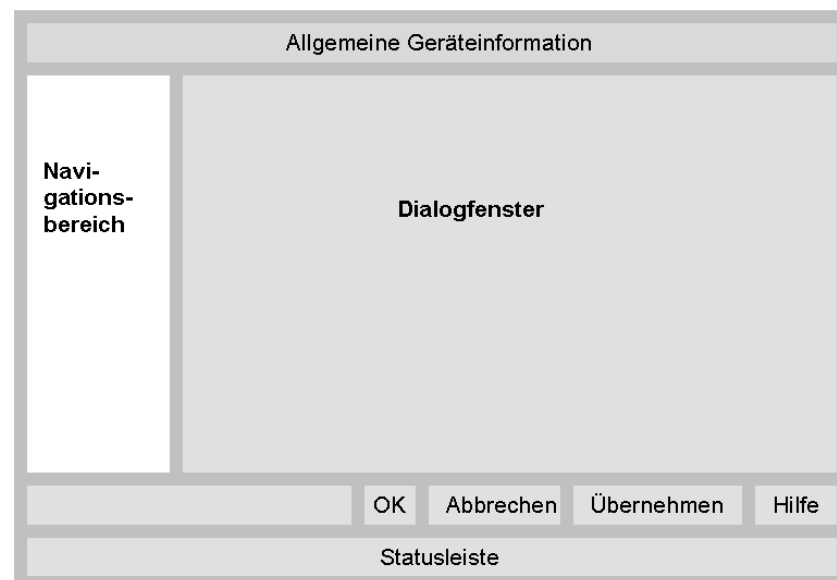 Allgemeine Geräteinformation
Navi-
gations-
bereich
Dialogfenster
OK Abbrechen Übernehmen Hilfe
Statusleiste